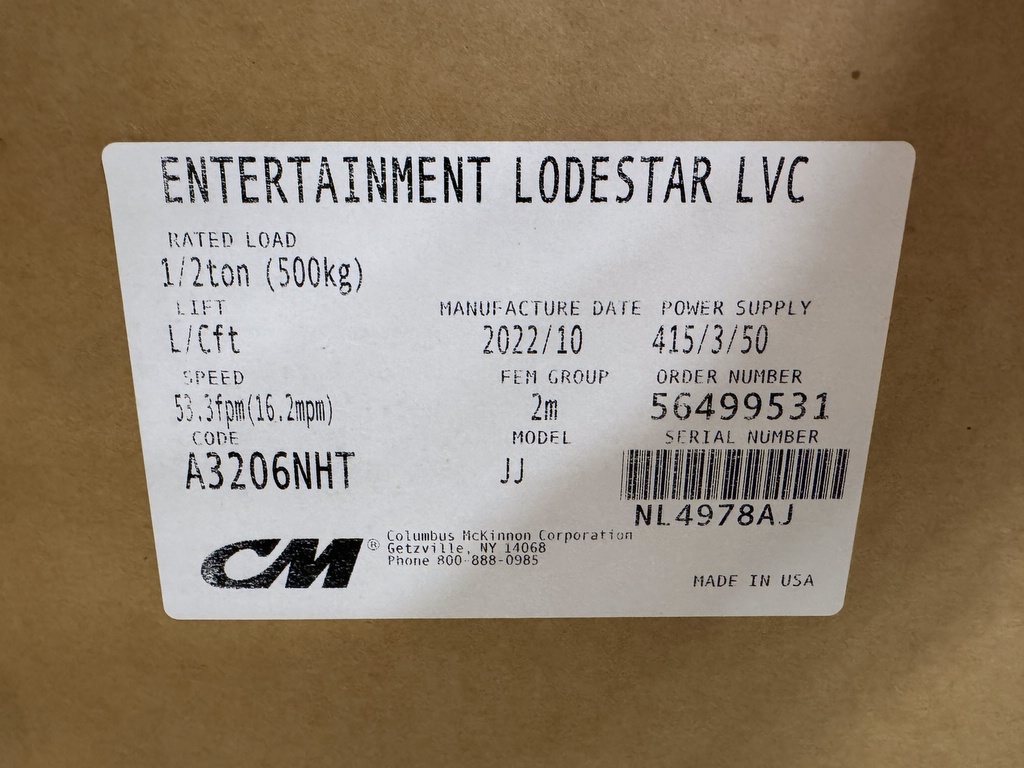 ENTERTAINMENT LODESTAR LVC
RATED LOAD
1/2ton (500kg)
LIFT MANUFACTURE DATE POWER SUPPLY
L/Cft 2022/10 415/3/50
SPEED FEM GROUP ORDER NUMBER
53.3fpm(16.2mpm) 2m 56499531
CODE MODEL SERIAL NUMBER
A3206NHT JJ
NL4978AJ
CM® Columbus McKinnon Corporation
Getzville, NY 14068
Phone 800-888-0985
MADE IN USA